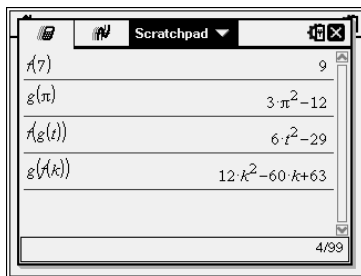 Scratchpad
f(7)
9
g(π)
3·π²−12
f(g(t))
6·t²−29
g(f(k))
12·k²−60·k+63
4/99